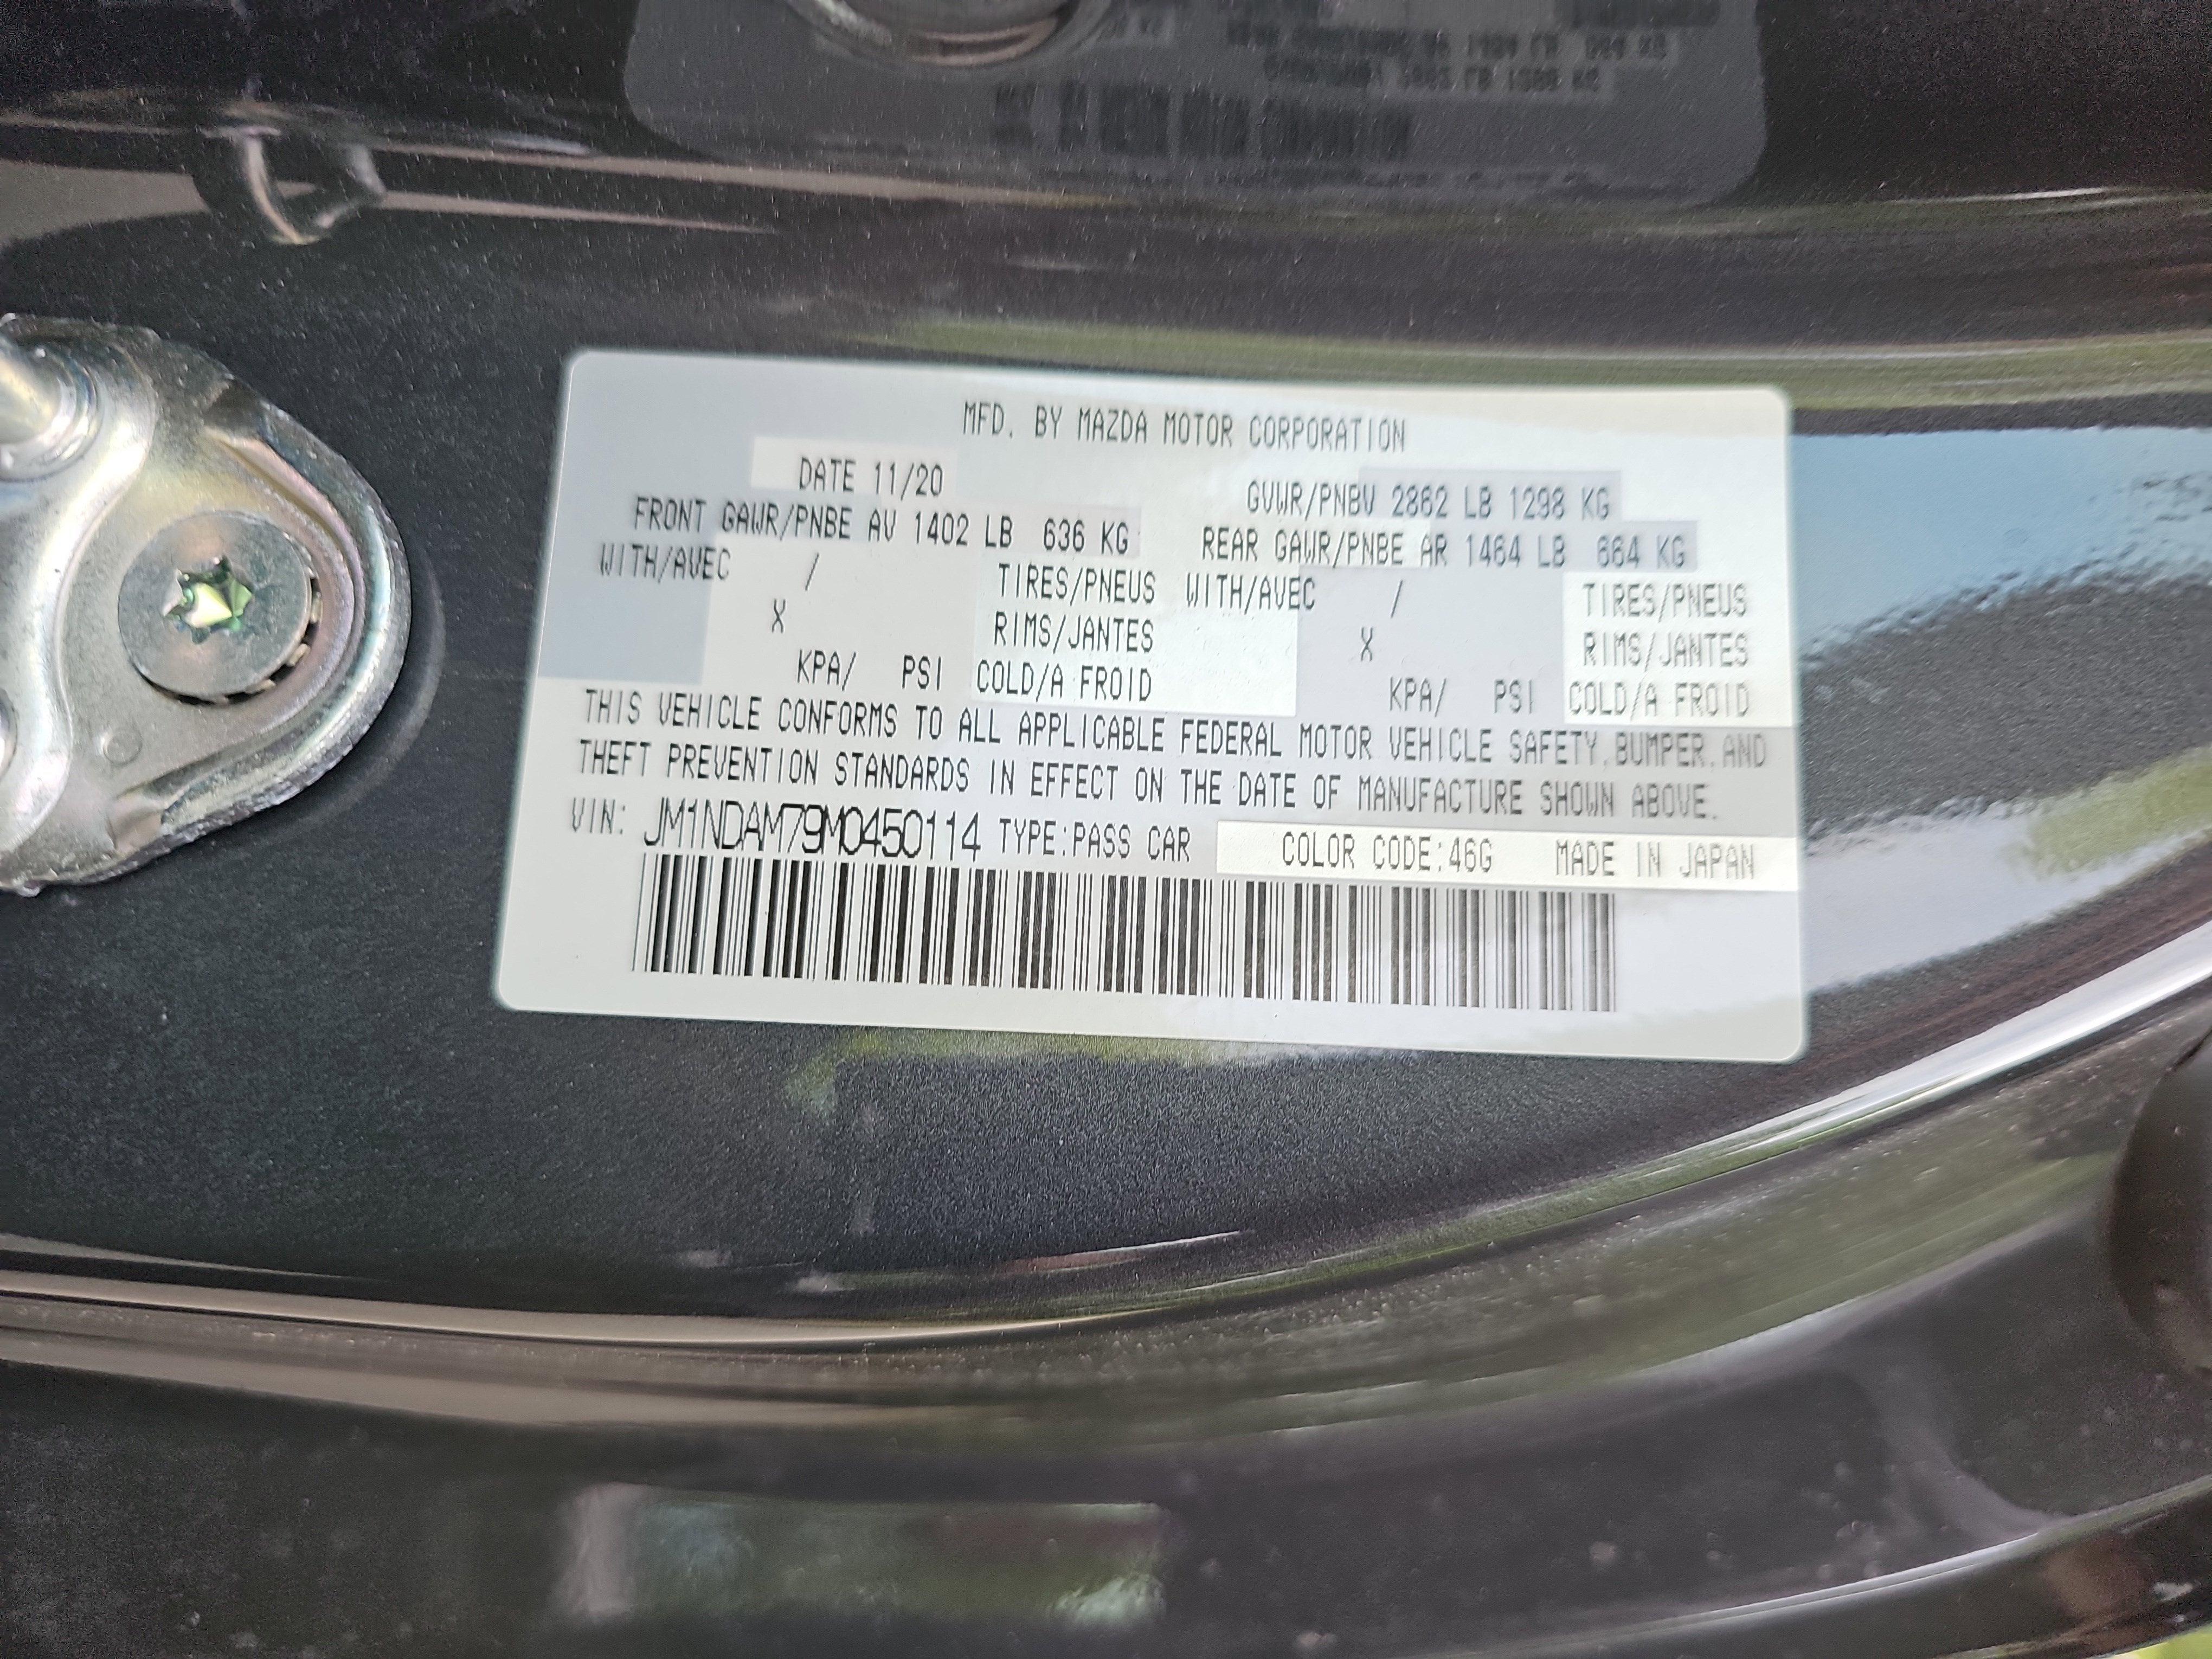 MFD. BY MAZDA MOTOR CORPORATION
DATE 11/20 GVWR/PNBV 2862 LB 1298 KG
FRONT GAWR/PNBE AV 1402 LB 636 KG REAR GAWR/PNBE AR 1464 LB 664 KG
WITH/AVEC / TIRES/PNEUS WITH/AVEC / TIRES/PNEUS
X RIMS/JANTES X RIMS/JANTES
KPA/ PSI COLD/A FROID KPA/ PSI COLD/A FROID
THIS VEHICLE CONFORMS TO ALL APPLICABLE FEDERAL MOTOR VEHICLE SAFETY, BUMPER, AND
THEFT PREVENTION STANDARDS IN EFFECT ON THE DATE OF MANUFACTURE SHOWN ABOVE.
VIN: JM1NDAM79M0450114 TYPE:PASS CAR COLOR CODE:46G MADE IN JAPAN